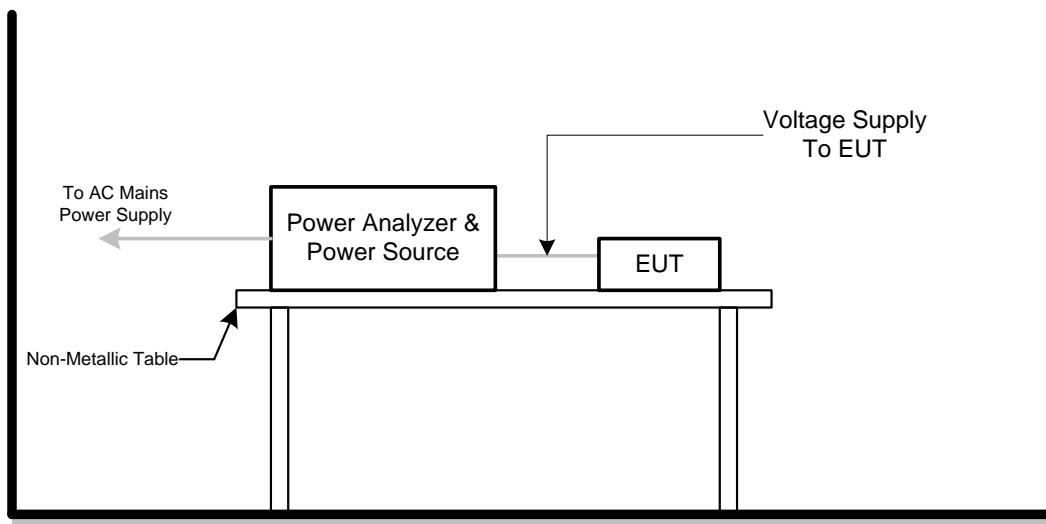 Voltage Supply
To EUT
To AC Mains
Power Supply
Power Analyzer &
Power Source
EUT
Non-Metallic Table